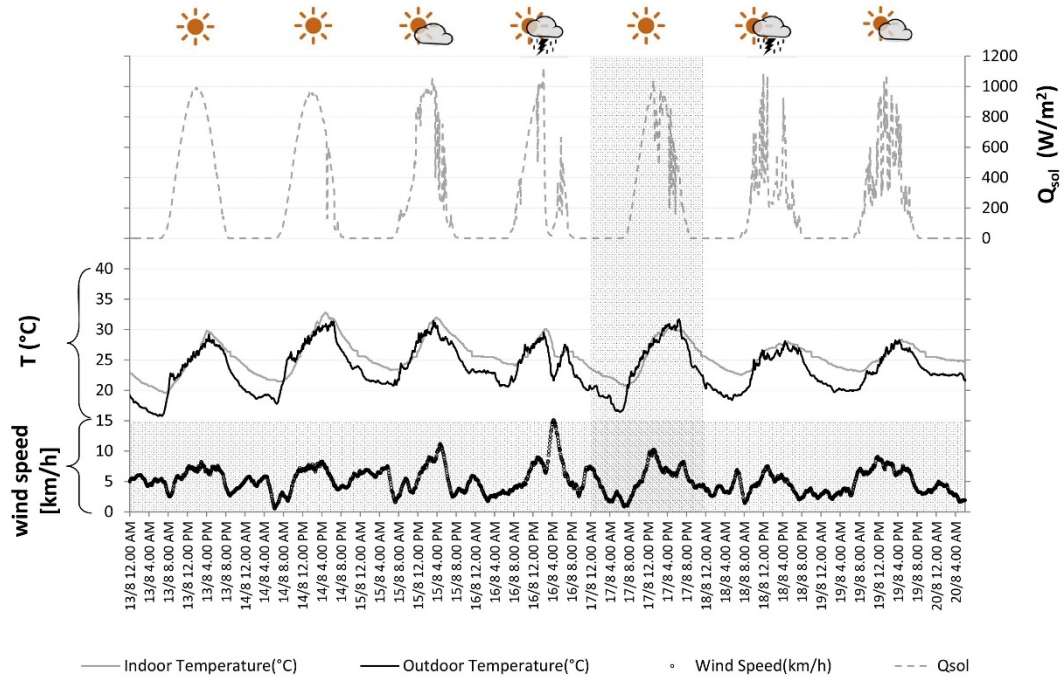 1200
1000
800
600
400
200
0
Qsol (W/m²)
40
35
30
25
20
15
10
5
0
T (°C)
wind speed
[km/h]
13/8 12.00 AM
13/8 4.00 AM
13/8 8.00 AM
13/8 12.00 PM
13/8 4.00 PM
13/8 8.00 PM
14/8 12.00 AM
14/8 4.00 AM
14/8 8.00 AM
14/8 12.00 PM
14/8 4.00 PM
14/8 8.00 PM
15/8 12.00 AM
15/8 4.00 AM
15/8 8.00 AM
15/8 12.00 PM
15/8 4.00 PM
15/8 8.00 PM
16/8 12.00 AM
16/8 4.00 AM
16/8 8.00 AM
16/8 12.00 PM
16/8 4.00 PM
16/8 8.00 PM
17/8 12.00 AM
17/8 4.00 AM
17/8 8.00 AM
17/8 12.00 PM
17/8 4.00 PM
17/8 8.00 PM
18/8 12.00 AM
18/8 4.00 AM
18/8 8.00 AM
18/8 12.00 PM
18/8 4.00 PM
18/8 8.00 PM
19/8 12.00 AM
19/8 4.00 AM
19/8 8.00 AM
19/8 12.00 PM
19/8 4.00 PM
19/8 8.00 PM
20/8 12.00 AM
20/8 4.00 AM
Indoor Temperature(°C) Outdoor Temperature(°C) Wind Speed(km/h) Qsol